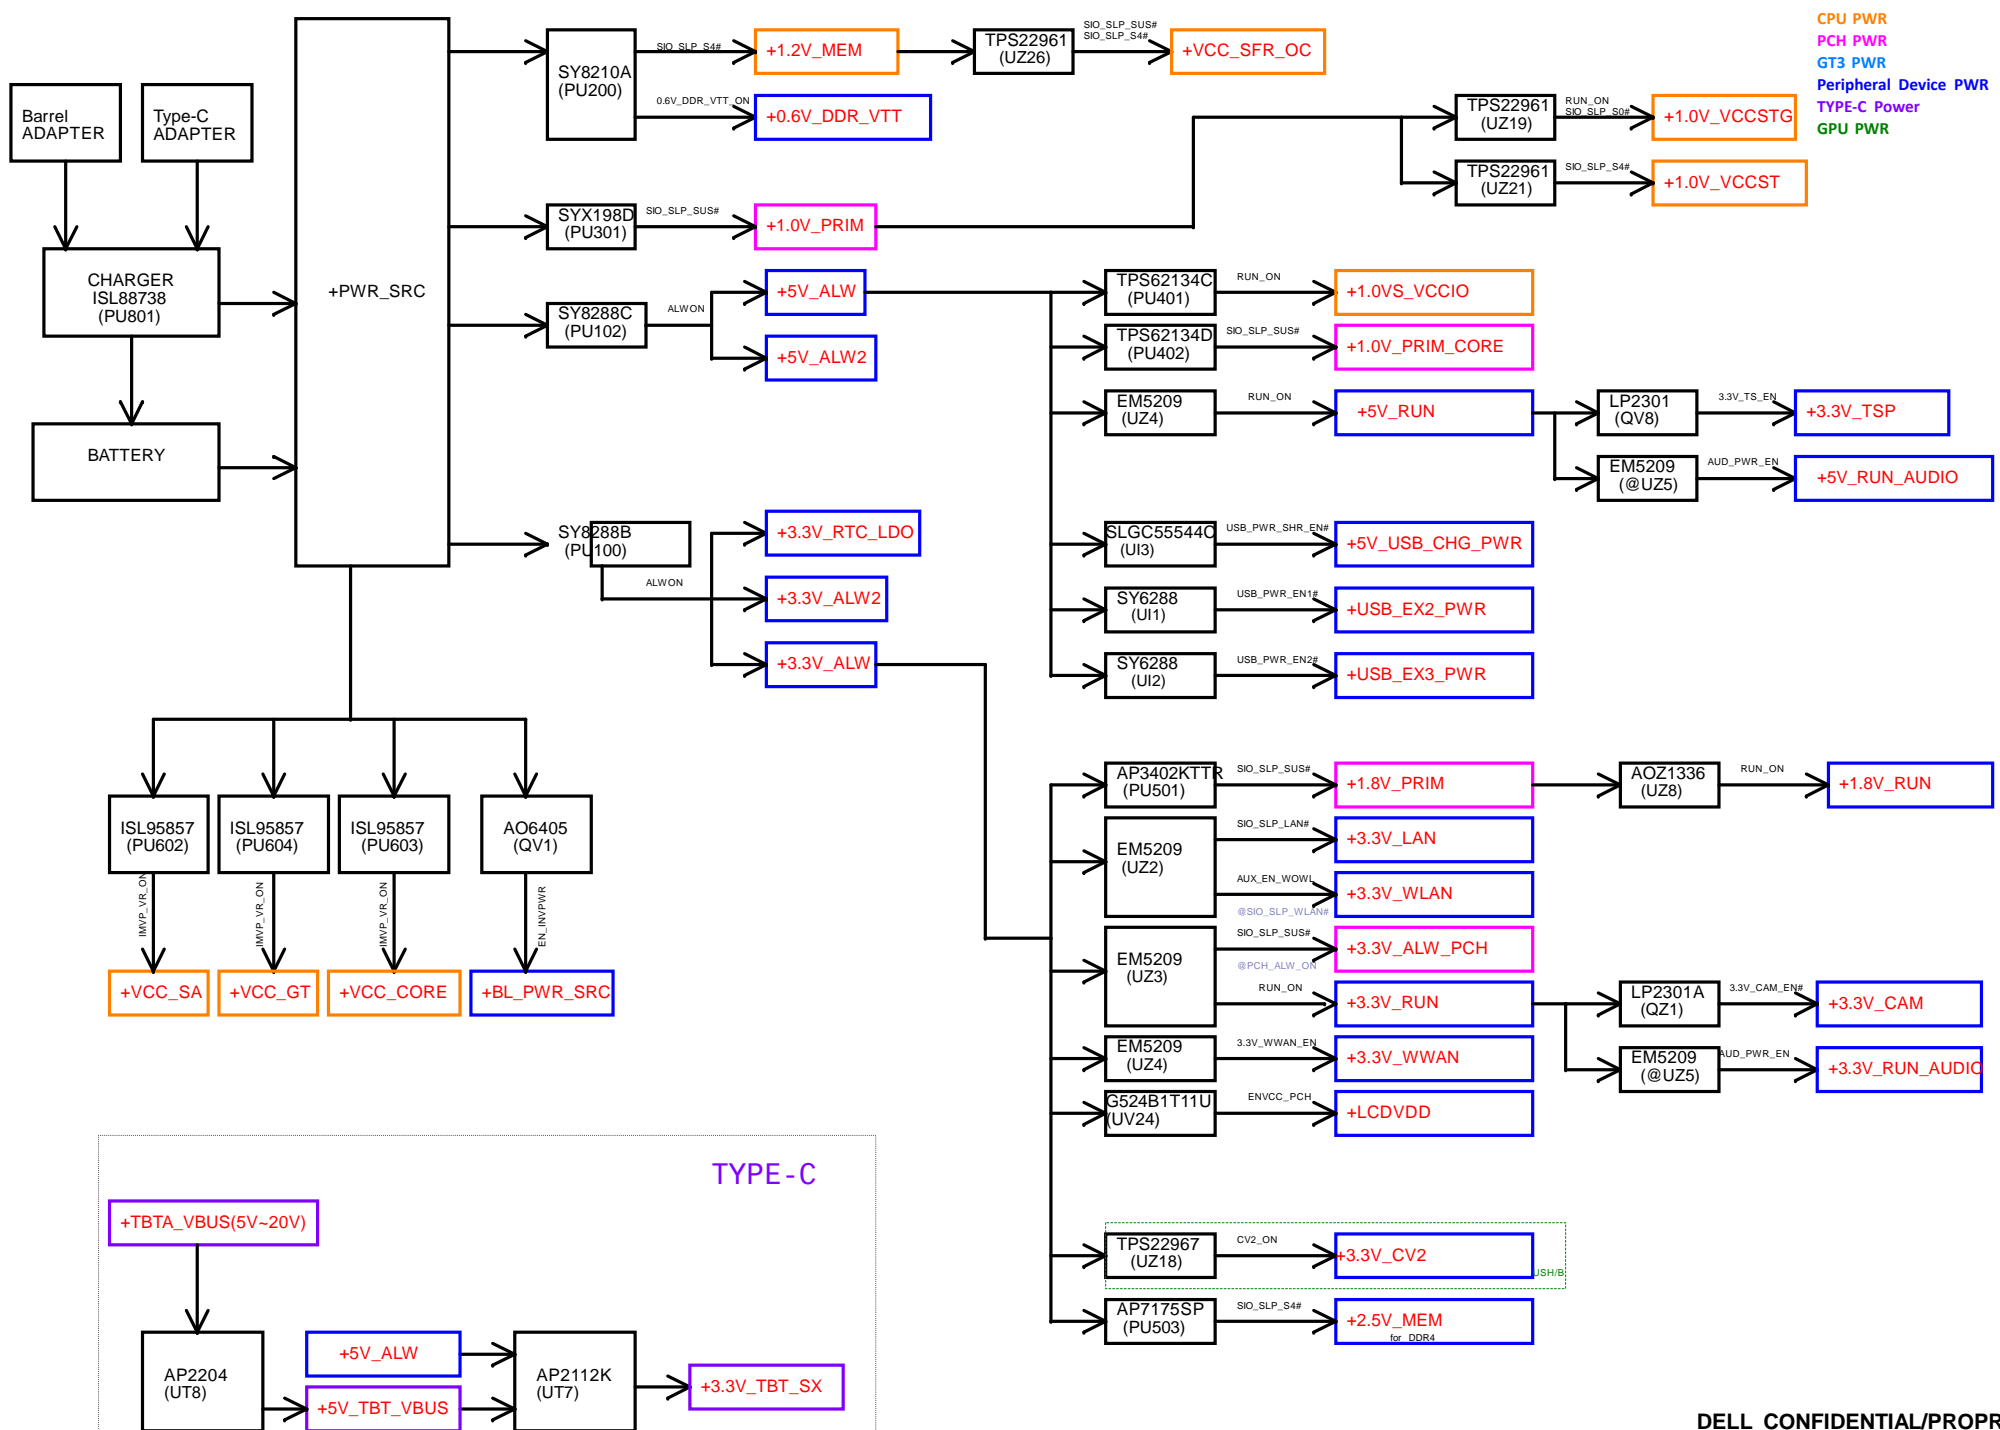 CPU PWR
PCH PWR
GT3 PWR
Peripheral Device PWR
TYPE-C Power
GPU PWR
Barrel
ADAPTER
Type-C
ADAPTER
CHARGER
ISL88738
(PU801)
BATTERY
+PWR_SRC
SY8210A
(PU200)
SIO_SLP_S4#
+1.2V_MEM
TPS22961
(UZ26)
SIO_SLP_SUS#
SIO_SLP_S4#
+VCC_SFR_OC
0.6V_DDR_VTT_ON
+0.6V_DDR_VTT
TPS22961
(UZ19)
RUN_ON
SIO_SLP_S0#
+1.0V_VCCSTG
TPS22961
(UZ21)
SIO_SLP_S4#
+1.0V_VCCST
SYX198D
(PU301)
SIO_SLP_SUS#
+1.0V_PRIM
SY8288C
(PU102)
ALWON
+5V_ALW
+5V_ALW2
TPS62134C
(PU401)
RUN_ON
+1.0VS_VCCIO
TPS62134D
(PU402)
SIO_SLP_SUS#
+1.0V_PRIM_CORE
EM5209
(UZ4)
RUN_ON
+5V_RUN
LP2301
(QV8)
3.3V_TS_EN
+3.3V_TSP
EM5209
(@UZ5)
AUD_PWR_EN
+5V_RUN_AUDIO
SLGC55544C
(UI3)
USB_PWR_SHR_EN#
+5V_USB_CHG_PWR
SY6288
(UI1)
USB_PWR_EN1#
+USB_EX2_PWR
SY6288
(UI2)
USB_PWR_EN2#
+USB_EX3_PWR
SY8288B
(PU100)
ALWON
+3.3V_RTC_LDO
+3.3V_ALW2
+3.3V_ALW
AP3402KTTR
(PU501)
SIO_SLP_SUS#
+1.8V_PRIM
AOZ1336
(UZ8)
RUN_ON
+1.8V_RUN
EM5209
(UZ2)
SIO_SLP_LAN#
+3.3V_LAN
AUX_EN_WOWL
@SIO_SLP_WLAN#
+3.3V_WLAN
EM5209
(UZ3)
SIO_SLP_SUS#
@PCH_ALW_ON
+3.3V_ALW_PCH
RUN_ON
+3.3V_RUN
LP2301A
(QZ1)
3.3V_CAM_EN#
+3.3V_CAM
EM5209
(@UZ5)
AUD_PWR_EN
+3.3V_RUN_AUDIO
EM5209
(UZ4)
3.3V_WWAN_EN
+3.3V_WWAN
G524B1T11U
(UV24)
ENVCC_PCH
+LCDVDD
TPS22967
(UZ18)
CV2_ON
+3.3V_CV2
USH/B
AP7175SP
(PU503)
SIO_SLP_S4#
+2.5V_MEM
for DDR4
ISL95857
(PU602)
ISL95857
(PU604)
ISL95857
(PU603)
AO6405
(QV1)
IMVP_VR_ON
IMVP_VR_ON
IMVP_VR_ON
EN_INVPWR
+VCC_SA
+VCC_GT
+VCC_CORE
+BL_PWR_SRC
TYPE-C
+TBTA_VBUS(5V~20V)
AP2204
(UT8)
+5V_ALW
+5V_TBT_VBUS
AP2112K
(UT7)
+3.3V_TBT_SX
DELL CONFIDENTIAL/PROPR